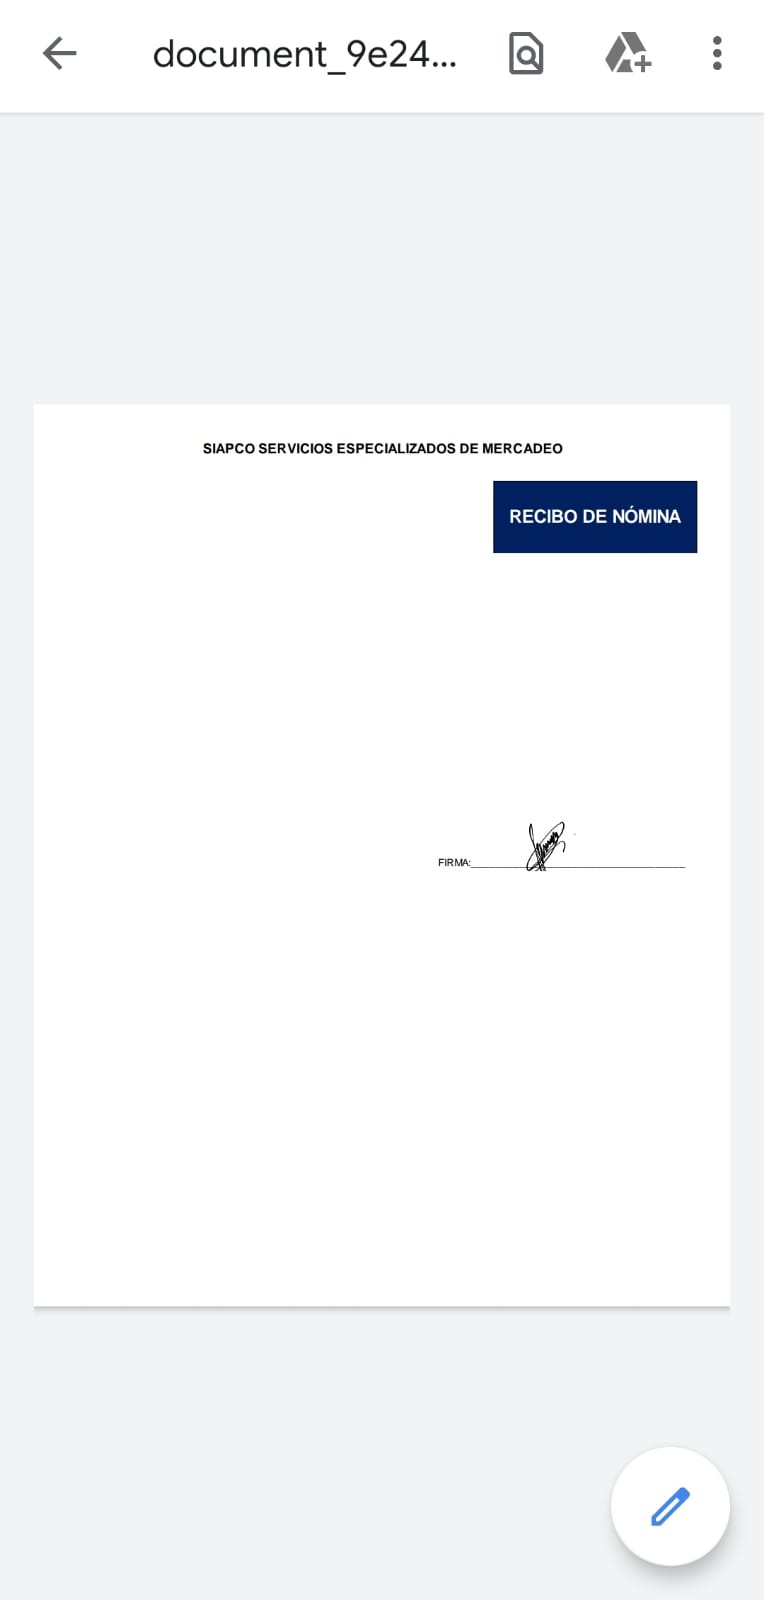 document_9e24...
SIAPCO SERVICIOS ESPECIALIZADOS DE MERCADEO
RECIBO DE NÓMINA
FIRMA: